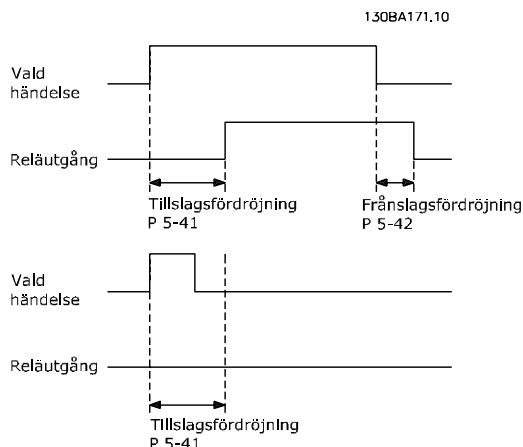 130BA171.10
Vald
händelse
Reläutgång
Tillslagsfördröjning
P 5-41
Frånslagsfördröjning
P 5-42
Vald
händelse
Reläutgång
Tillslagsfördröjning
P 5-41